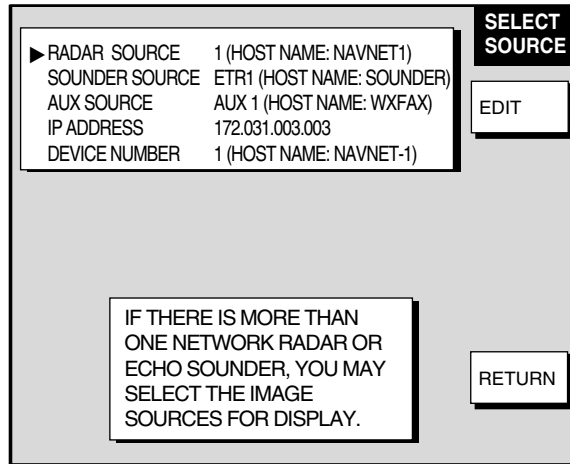 SELECT
SOURCE
▶RADAR SOURCE 1 (HOST NAME: NAVNET1)
SOUNDER SOURCE ETR1 (HOST NAME: SOUNDER)
AUX SOURCE AUX 1 (HOST NAME: WXFAX)
IP ADDRESS 172.031.003.003
DEVICE NUMBER 1 (HOST NAME: NAVNET-1)
EDIT
IF THERE IS MORE THAN
ONE NETWORK RADAR OR
ECHO SOUNDER, YOU MAY
SELECT THE IMAGE
SOURCES FOR DISPLAY.
RETURN